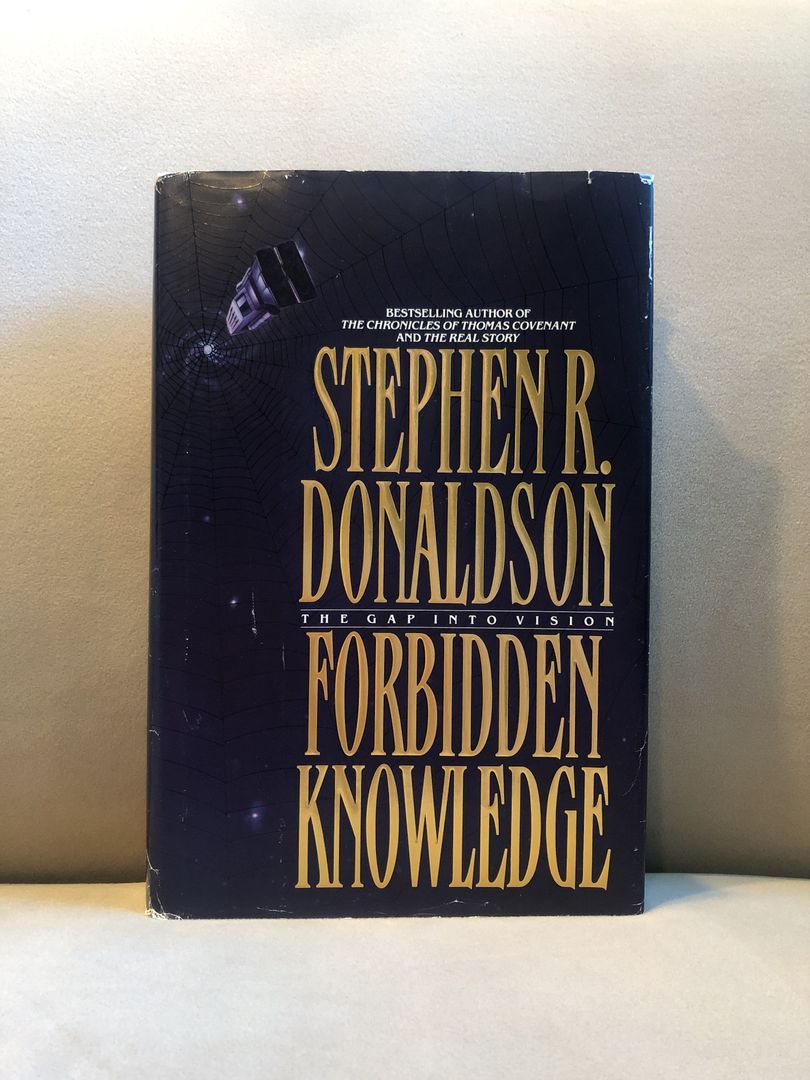 BESTSELLING AUTHOR OF
THE CHRONICLES OF THOMAS COVENANT
AND THE REAL STORY
STEPHEN R.
DONALDSON
THE GAP INTO VISION
FORBIDDEN
KNOWLEDGE